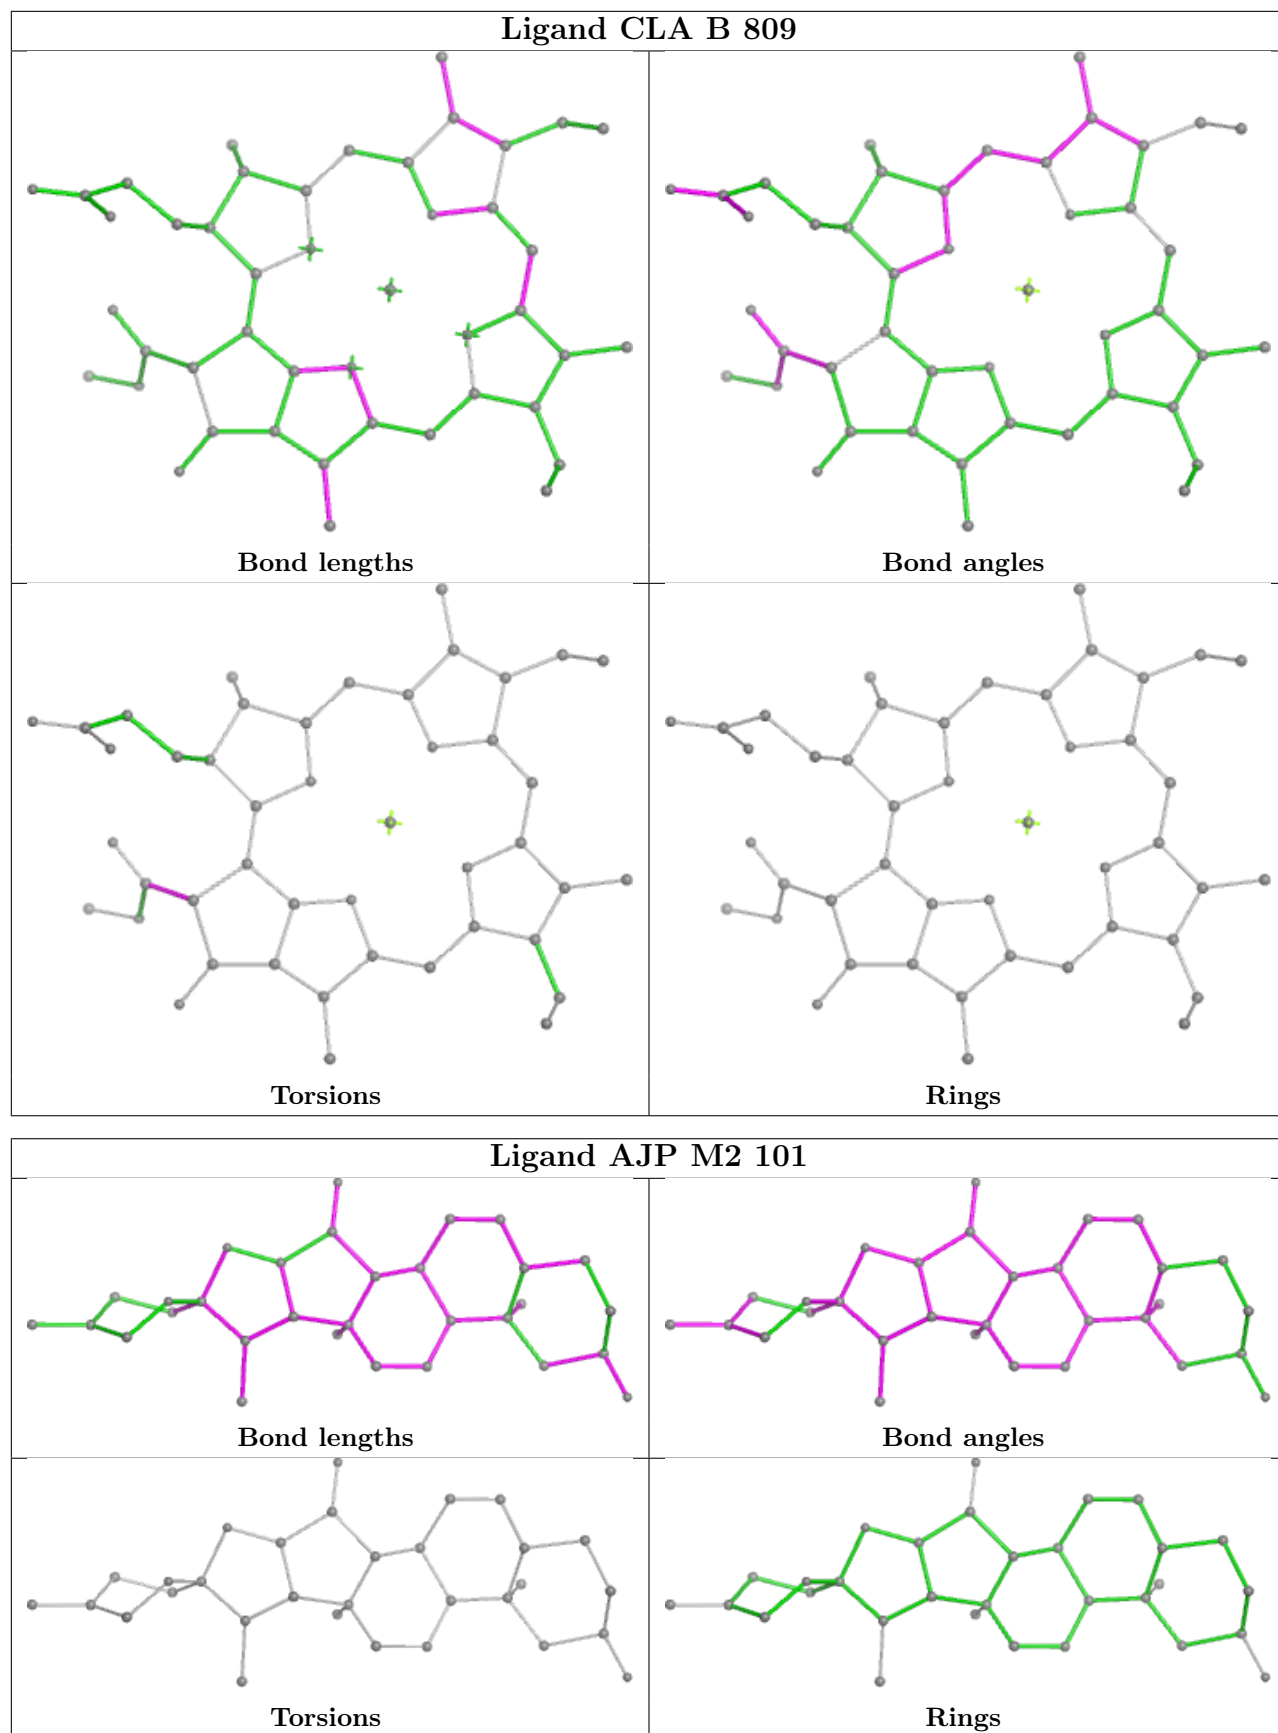 Ligand CLA B 809
Bond lengths
Bond angles
Torsions
Rings
Ligand AJP M2 101
Bond lengths
Bond angles
Torsions
Rings